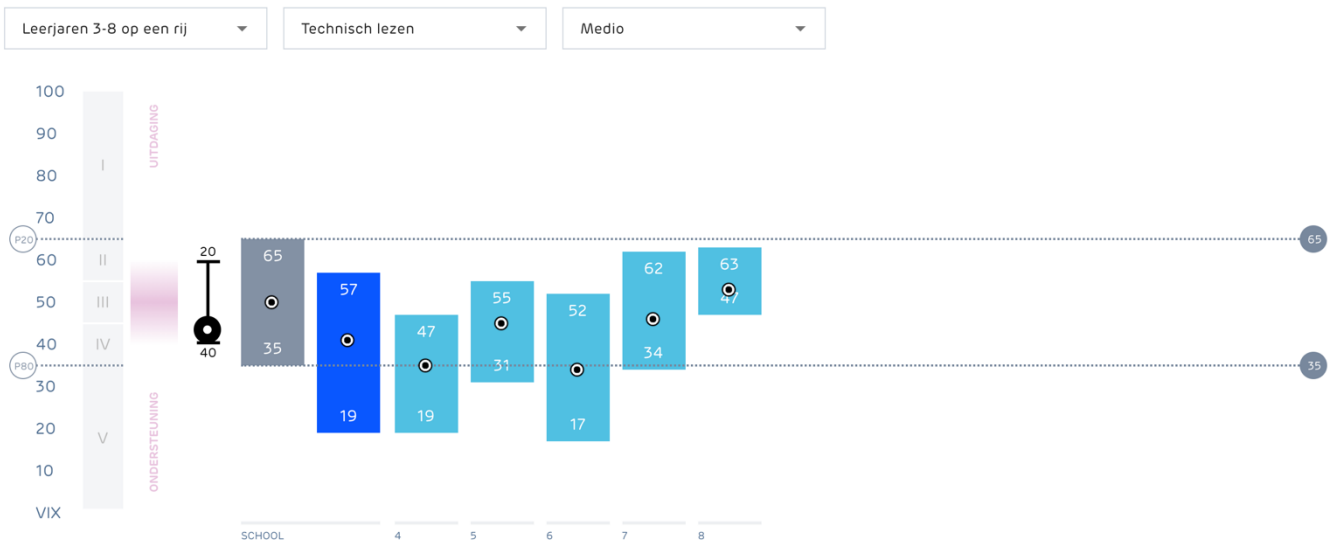 Leerjaren 3-8 op een rij
Technisch lezen
Medio
100
90
80
70
60
50
40
30
20
10
VIX
P20
P80
I
II
III
IV
V
UITDAGING
ONDERSTEUNING
20
40
65
35
57
19
47
19
55
31
52
17
62
34
63
47
65
35
SCHOOL
4
5
6
7
8